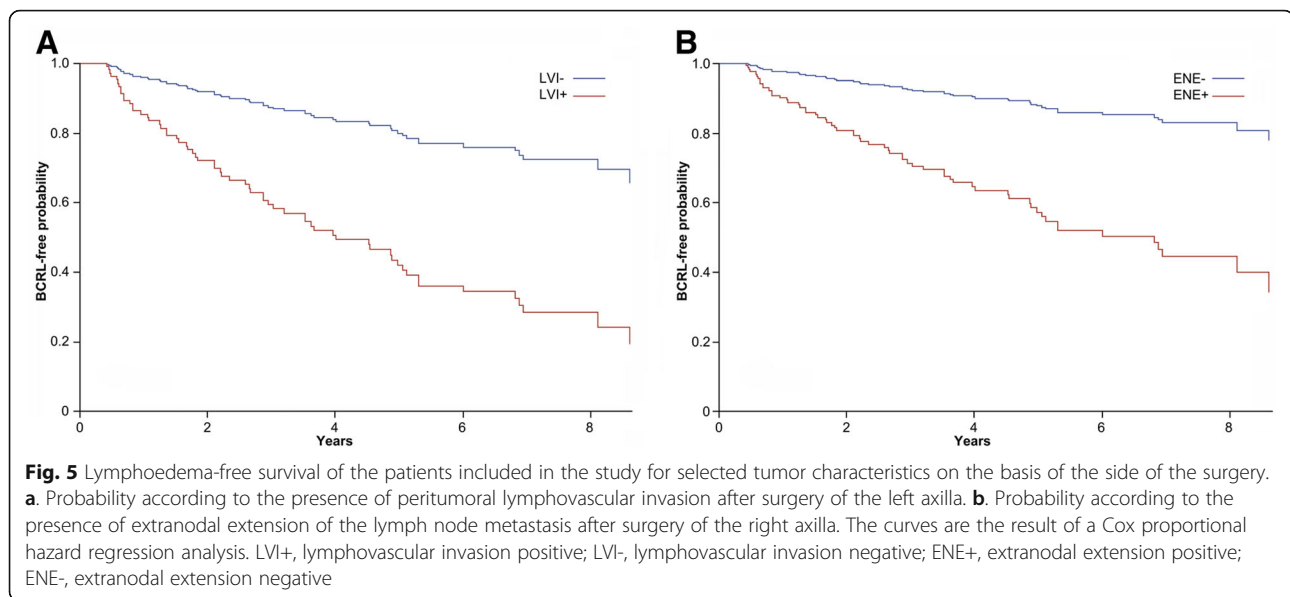 A
B
1.0
0.8
0.6
0.4
0.2
0
BCRL-free probability
LVI-
LVI+
0 2 4 6 8
Years
1.0
0.8
0.6
0.4
0.2
0
BCRL-free probability
ENE-
ENE+
0 2 4 6 8
Years
Fig. 5 Lymphoedema-free survival of the patients included in the study for selected tumor characteristics on the basis of the side of the surgery.
a. Probability according to the presence of peritumoral lymphovascular invasion after surgery of the left axilla. b. Probability according to the
presence of extranodal extension of the lymph node metastasis after surgery of the right axilla. The curves are the result of a Cox proportional
hazard regression analysis. LVI+, lymphovascular invasion positive; LVI-, lymphovascular invasion negative; ENE+, extranodal extension positive;
ENE-, extranodal extension negative